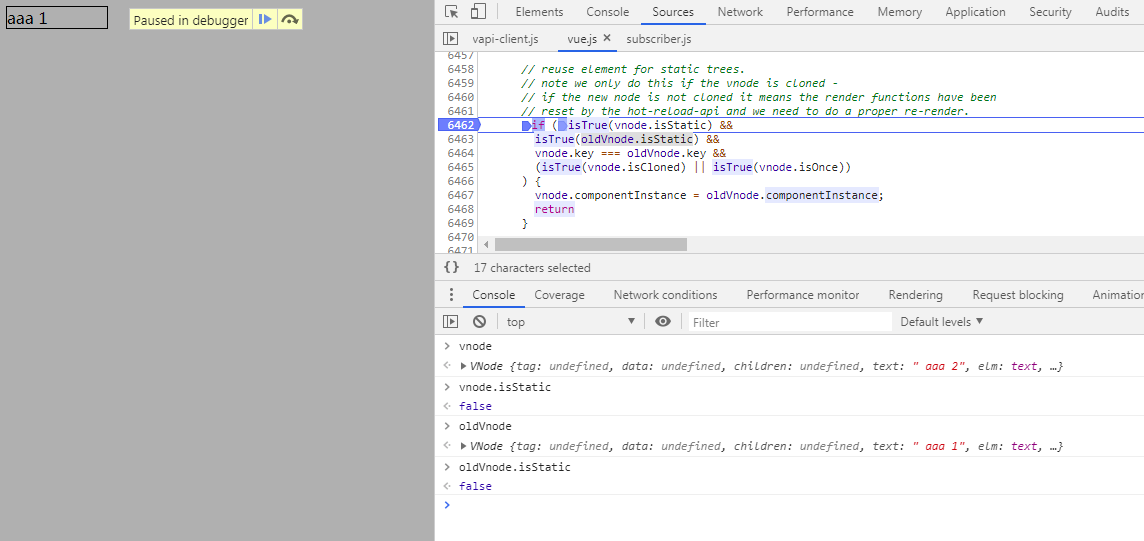 aaa 1
Paused in debugger
Elements Console Sources Network Performance Memory Application Security Audits
vapi-client.js vue.js × subscriber.js
6457
6458 // reuse element for static trees.
6459 // note we only do this if the vnode is cloned -
6460 // if the new node is not cloned it means the render functions have been
6461 // reset by the hot-reload-api and we need to do a proper re-render.
6462 if (isTrue(vnode.isStatic) &&
6463 isTrue(oldVnode.isStatic) &&
6464 vnode.key === oldVnode.key &&
6465 (isTrue(vnode.isCloned) || isTrue(vnode.isOnce))
6466 ) {
6467 vnode.componentInstance = oldVnode.componentInstance;
6468 return
6469 }
6470
6471
{} 17 characters selected
Console Coverage Network conditions Performance monitor Rendering Request blocking Animation
top Filter Default levels ▼
> vnode
VNode {tag: undefined, data: undefined, children: undefined, text: " aaa 2", elm: text, …}
> vnode.isStatic
false
> oldVnode
VNode {tag: undefined, data: undefined, children: undefined, text: " aaa 1", elm: text, …}
> oldVnode.isStatic
false
>